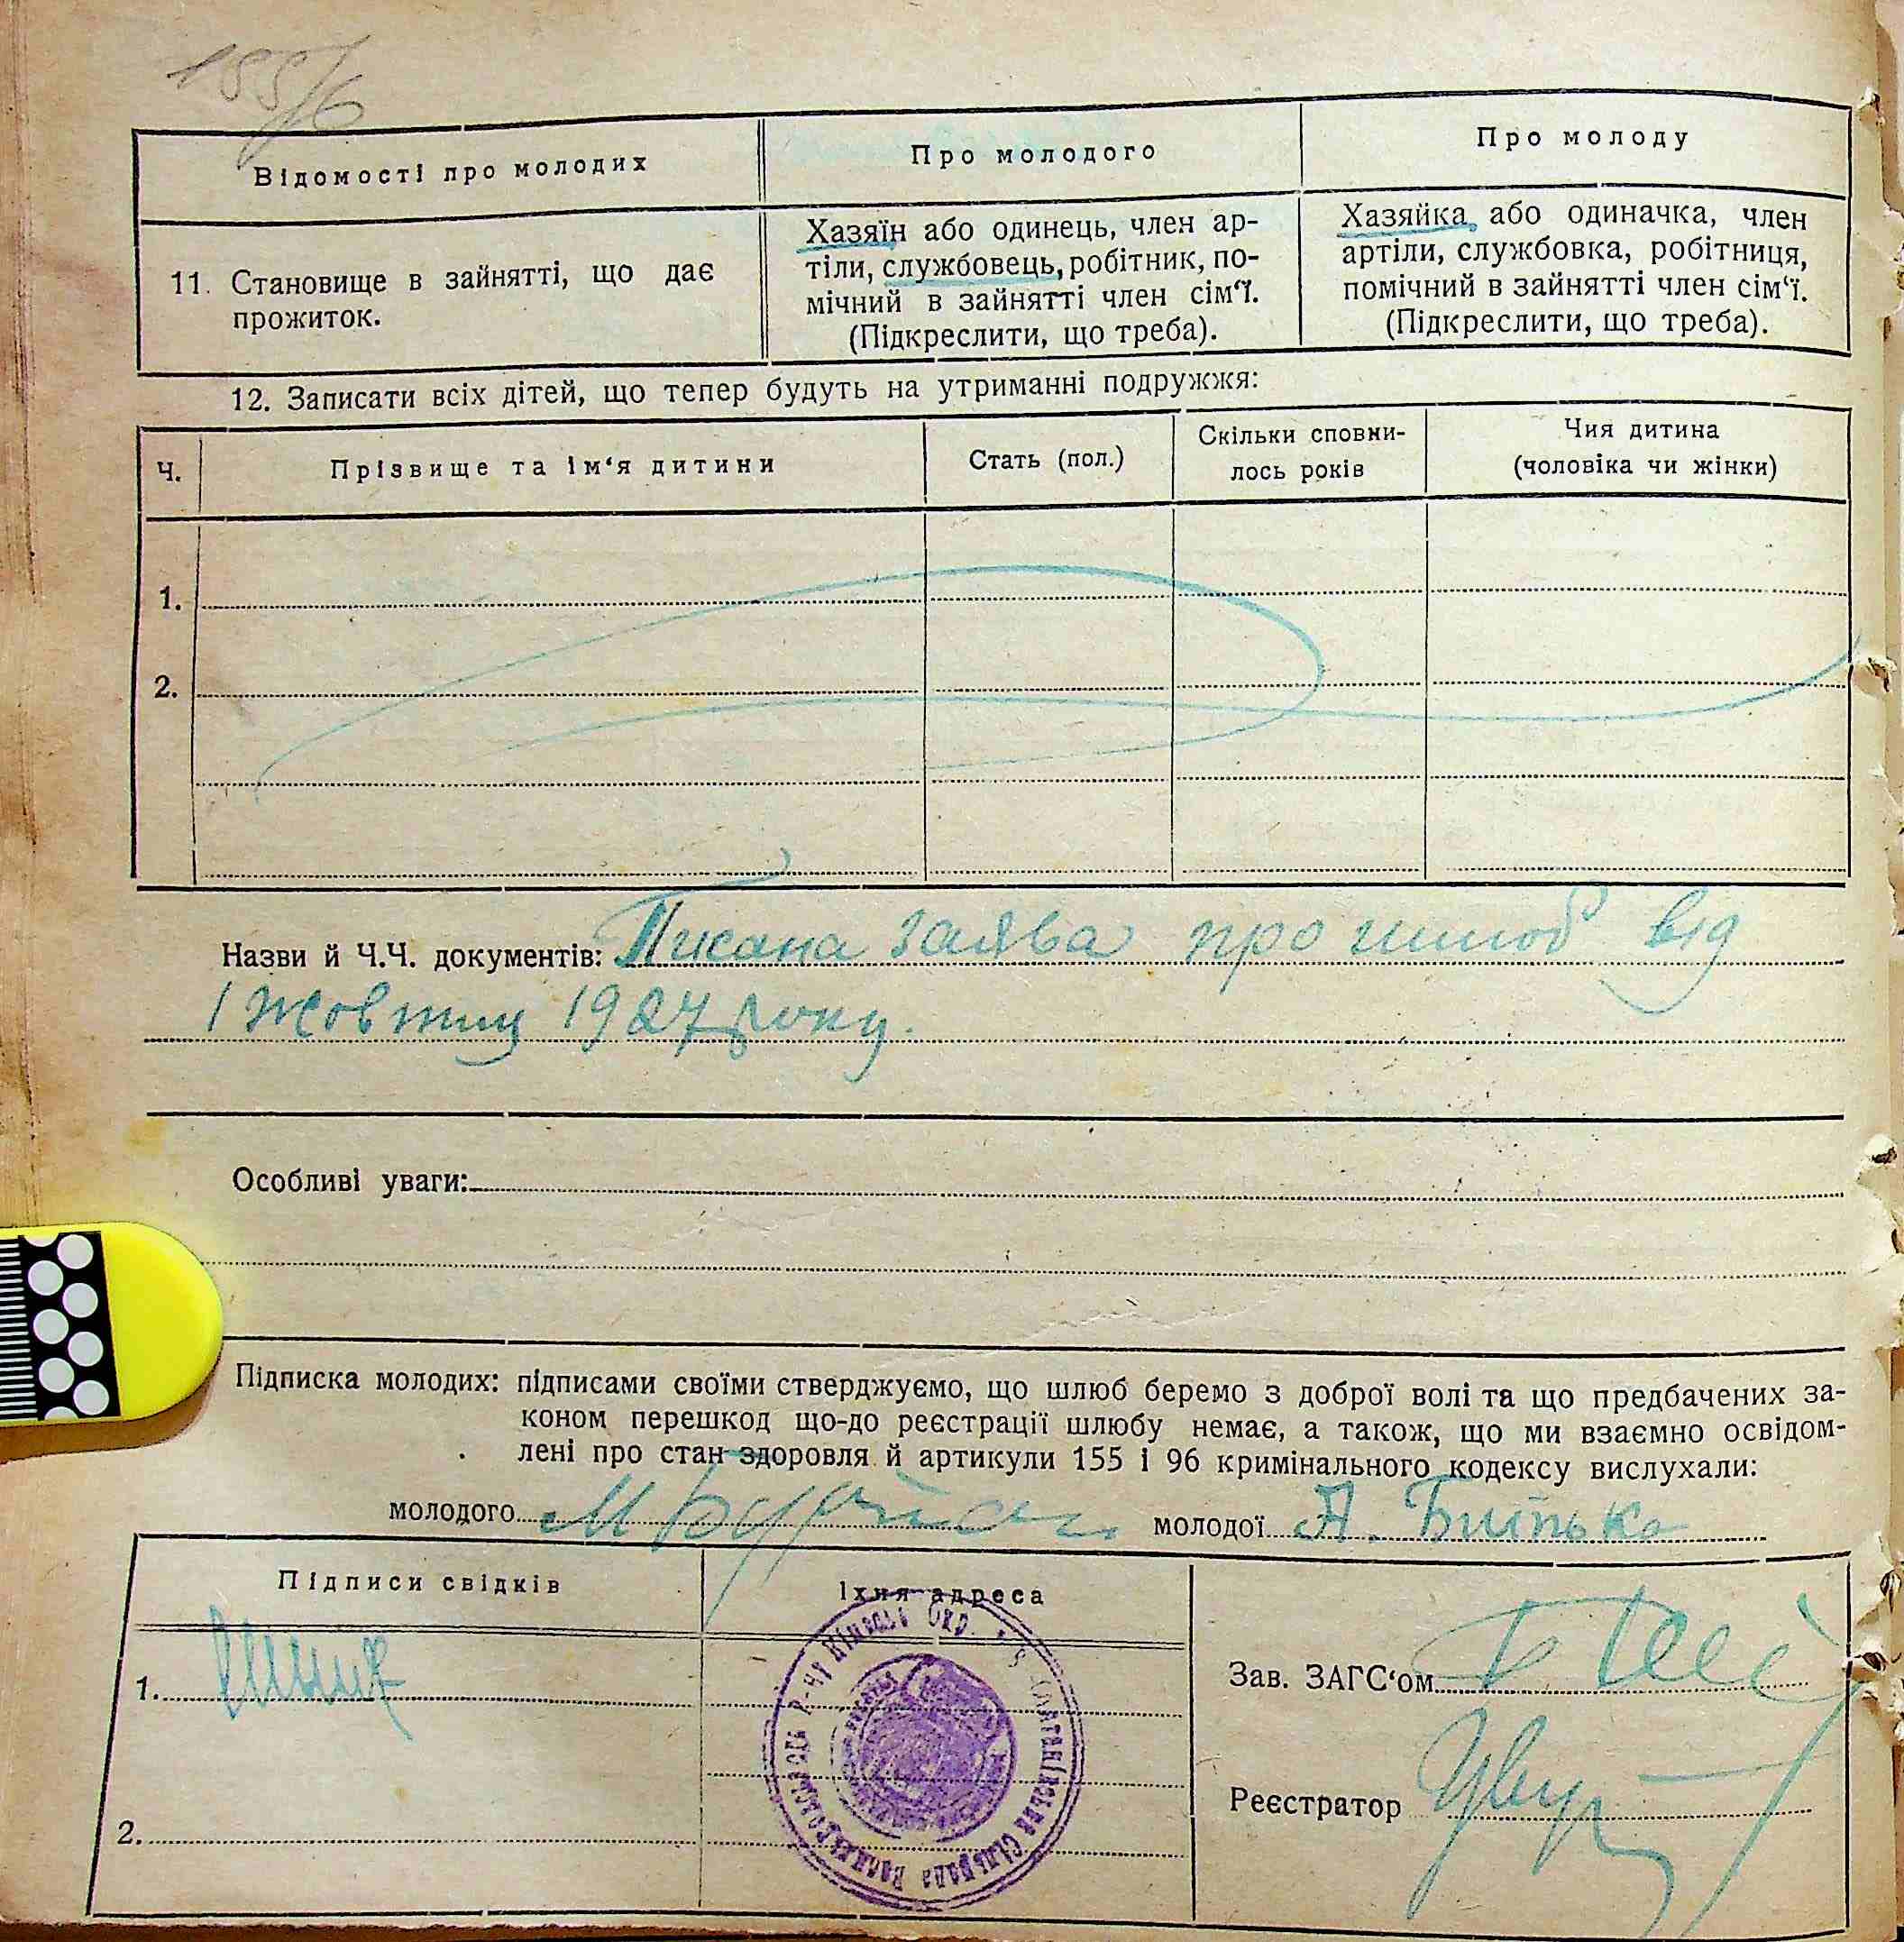 155/6
Відомості про молодих
Про молодого
Про молоду
11. Становище в зайнятті, що дає
прожиток.
Хазяїн або одинець, член ар-
тіли, службовець, робітник, по-
мічний в зайнятті член сім‘ї.
(Підкреслити, що треба).
Хазяйка, або одиначка, член
артіли, службовка, робітниця,
помічний в зайнятті член сім‘ї.
(Підкреслити, що треба).
12. Записати всіх дітей, що тепер будуть на утриманні подружжя:
Ч.
Прізвище та ім‘я дитини
Стать (пол.)
Скільки сповни-
лось років
Чия дитина
(чоловіка чи жінки)
1.
2.
Назви й Ч.Ч. документів: Писана заява про шлюб від
1 Жовтня 1927 року.
Особливі уваги:
Підписка молодих: підписами своїми стверджуємо, що шлюб беремо з доброї волі та що предбачених за-
коном перешкод що-до реєстрації шлюбу немає, а також, що ми взаємно освідом-
лені про стан здоровля й артикули 155 і 96 кримінального кодексу вислухали:
молодого М молодої А.
Підписи свідків
Їхня адреса
1.
2.
Зав. ЗАГС‘ом
Реєстратор
Сільрада Васильківського р-ну Київської Окр.